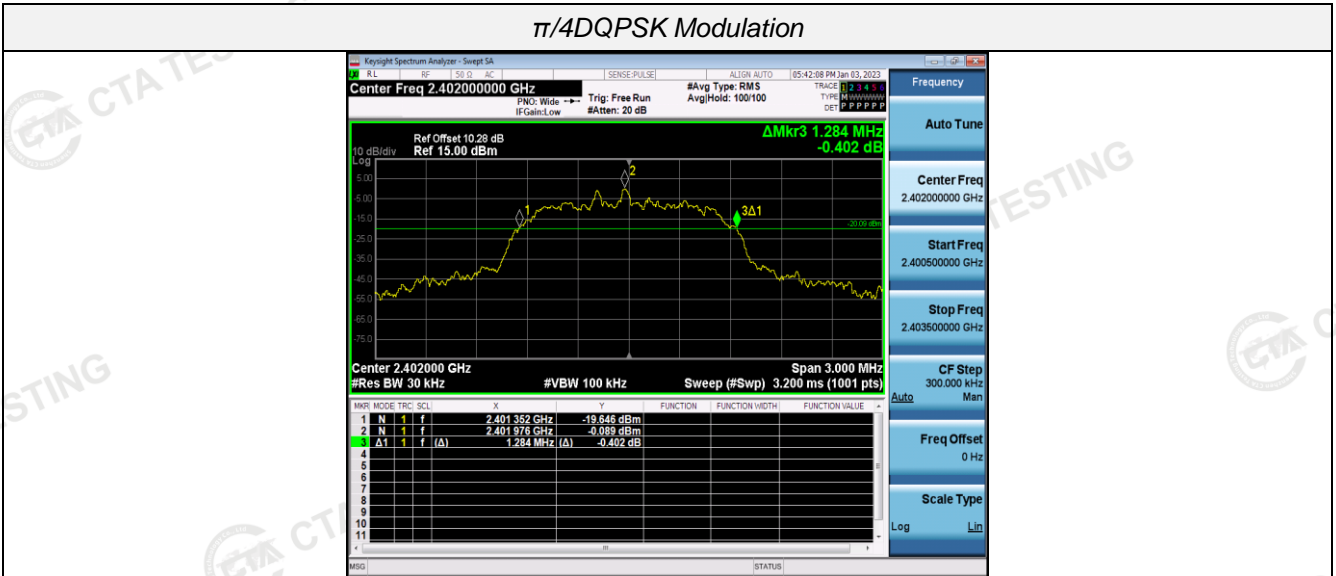 π/4DQPSK Modulation
Keysight Spectrum Analyzer - Swept SA
RL RF 50 Ω AC SENSE:PULSE ALIGN AUTO 05:42:08 PM Jan 03, 2023
Center Freq 2.402000000 GHz
PNO: Wide
IFGain:Low
Trig: Free Run
#Atten: 20 dB
#Avg Type: RMS
Avg|Hold: 100/100
TRACE 1 2 3 4 5 6
TYPE M
DET P P P P P P
Ref Offset 10.28 dB
10 dB/div Ref 15.00 dBm
ΔMkr3 1.284 MHz
-0.402 dB
Log
5.00
-5.00
-15.0
-25.0
-35.0
-45.0
-55.0
-65.0
-75.0
1
2
3Δ1
-20.09 dBm
Center 2.402000 GHz Span 3.000 MHz
#Res BW 30 kHz #VBW 100 kHz Sweep (#Swp) 3.200 ms (1001 pts)
MKR MODE TRC SCL X Y FUNCTION FUNCTION WIDTH FUNCTION VALUE
1 N 1 f 2.401 352 GHz -19.646 dBm
2 N 1 f 2.401 976 GHz -0.089 dBm
3 Δ1 1 f (Δ) 1.284 MHz (Δ) -0.402 dB
4
5
6
7
8
9
10
11
MSG STATUS
Frequency
Auto Tune
Center Freq
2.402000000 GHz
Start Freq
2.400500000 GHz
Stop Freq
2.403500000 GHz
CF Step
300.000 kHz
Auto Man
Freq Offset
0 Hz
Scale Type
Log Lin
CTA TE
TESTING
STING
CTA
CTA
C